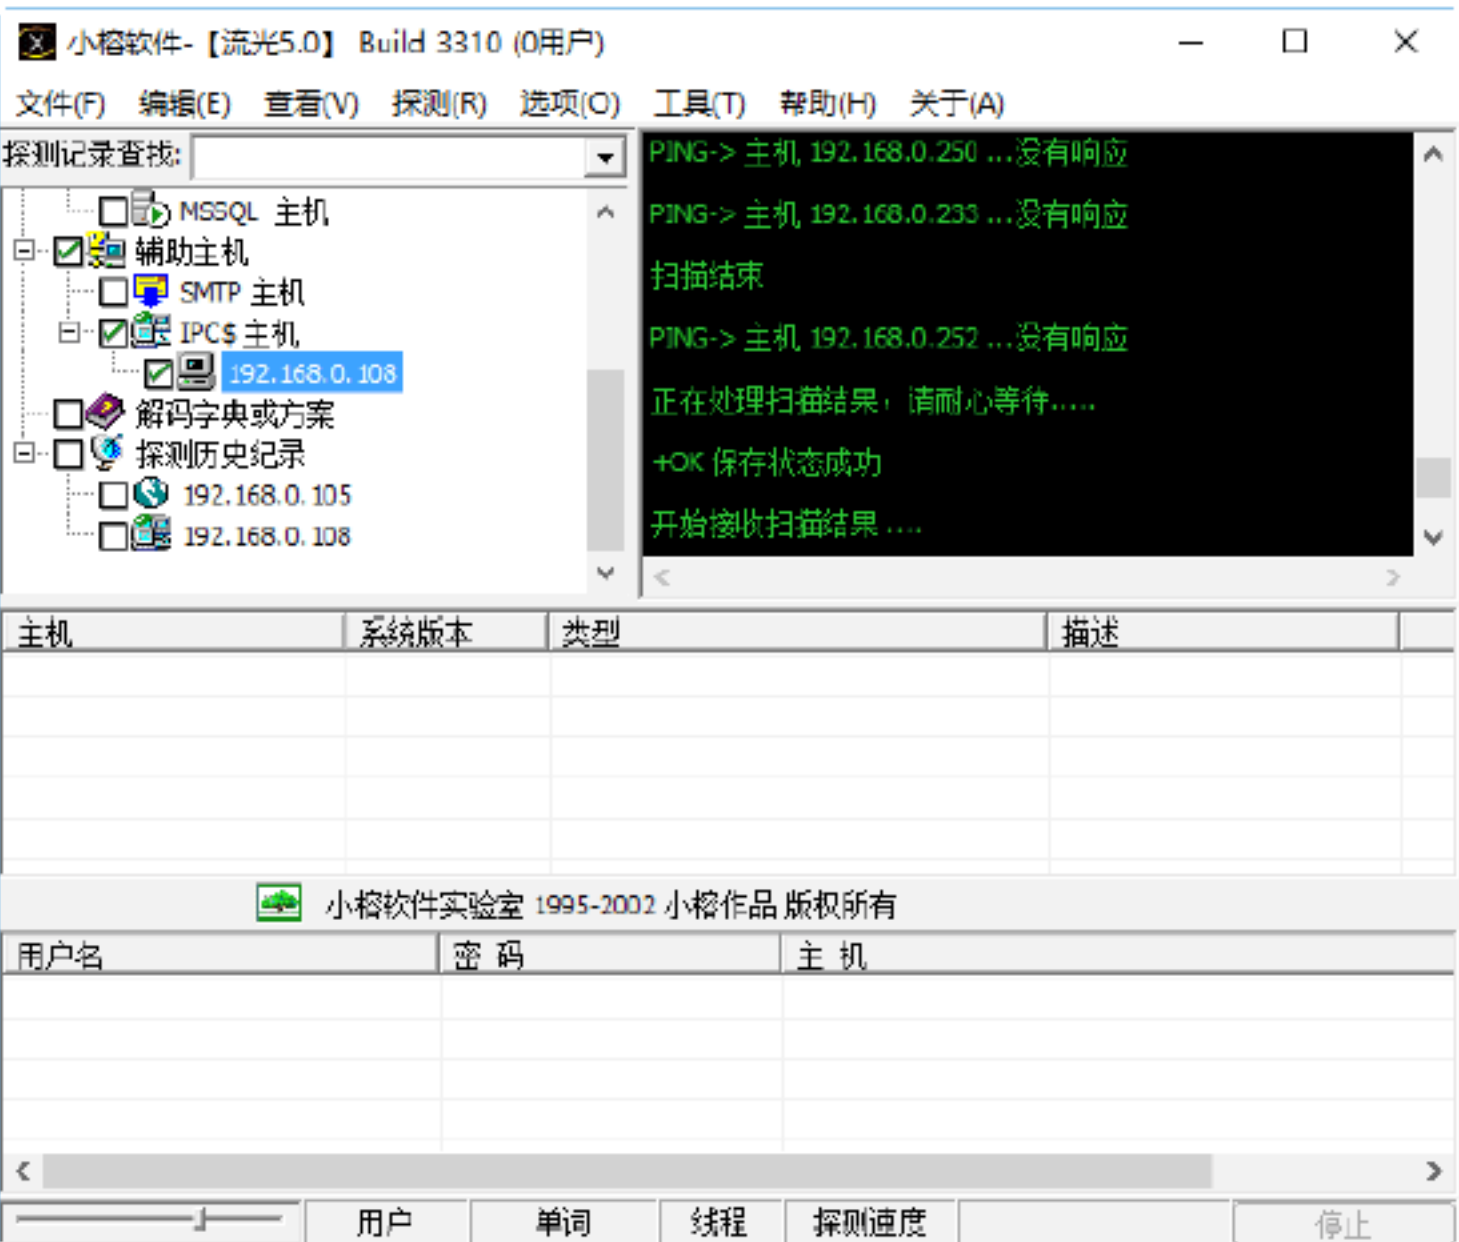 小榕软件-【流光5.0】 Build 3310 (0用户)
文件(F) 编辑(E) 查看(V) 探测(R) 选项(O) 工具(T) 帮助(H) 关于(A)
探测记录查找:
MSSQL 主机
辅助主机
SMTP 主机
IPC$ 主机
192.168.0.108
解码字典或方案
探测历史纪录
192.168.0.105
192.168.0.108
PING-> 主机 192.168.0.250 ...没有响应
PING-> 主机 192.168.0.233 ...没有响应
扫描结束
PING-> 主机 192.168.0.252 ...没有响应
正在处理扫描结果，请耐心等待.....
+OK 保存状态成功
开始接收扫描结果 ....
主机 系统版本 类型 描述
小榕软件实验室 1995-2002 小榕作品 版权所有
用户名 密 码 主 机
用户 单词 线程 探测速度 停止